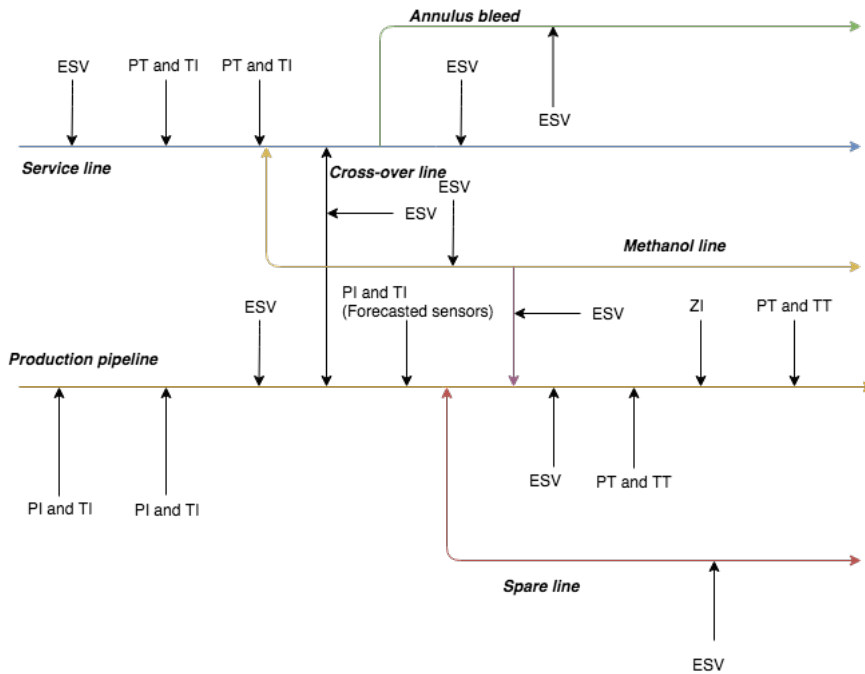 Annulus bleed
ESV
PT and TI
PT and TI
ESV
ESV
Service line
Cross-over line
ESV
ESV
Methanol line
PI and TI
(Forecasted sensors)
ESV
ESV
ZI
PT and TT
Production pipeline
PI and TI
PI and TI
ESV
PT and TT
Spare line
ESV